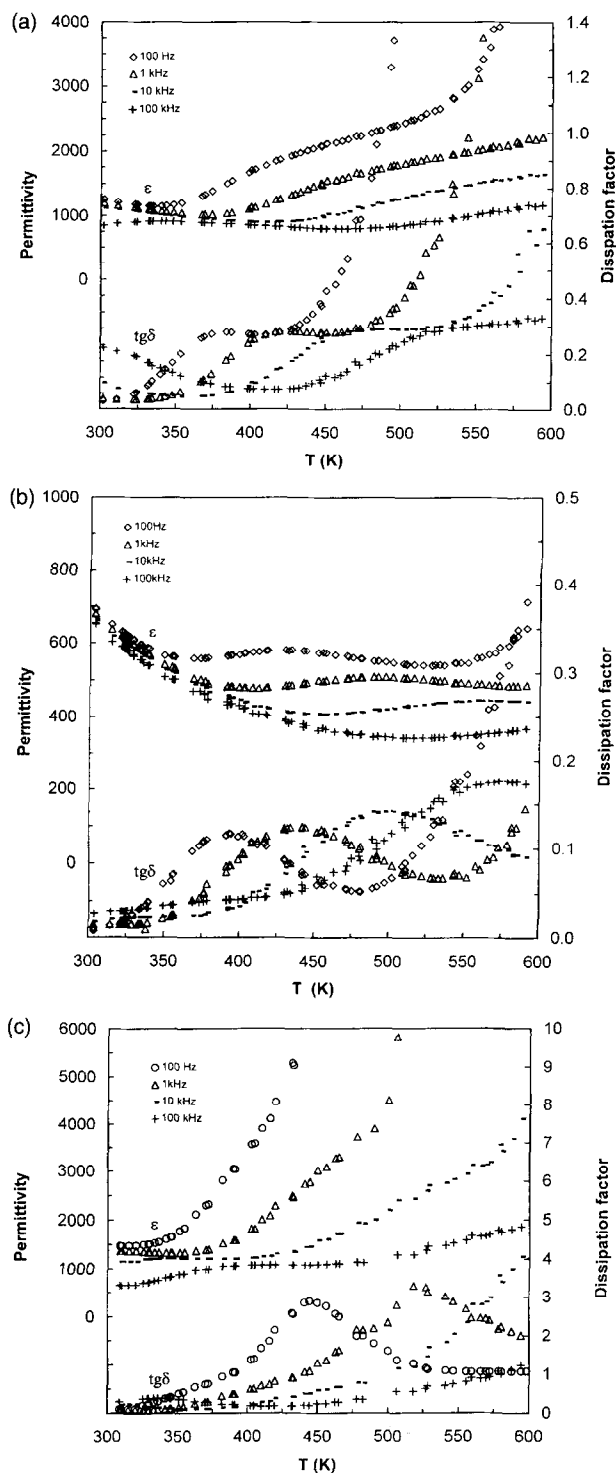 (a)
4000
3000
2000
1000
0
Permittivity
100 Hz
1 kHz
10 kHz
100 kHz
ε
tgδ
1.4
1.2
1.0
0.8
0.6
0.4
0.2
0.0
Disspation factor
300 350 400 450 500 550 600
T (K)
(b)
1000
800
600
400
200
0
Permittivity
100Hz
1kHz
10kHz
100kHz
ε
tgδ
0.5
0.4
0.3
0.2
0.1
0.0
Dissipation factor
300 350 400 450 500 550 600
T (K)
(c)
6000
5000
4000
3000
2000
1000
0
Permittivity
100 Hz
1kHz
10 kHz
100 kHz
ε
tgδ
10
9
8
7
6
5
4
3
2
1
0
Dissipation factor
300 350 400 450 500 550 600
T (K)